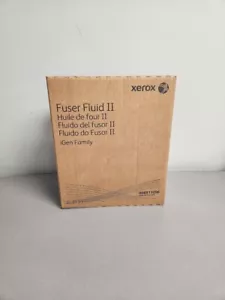 xerox
Fuser Fluid II
Huile de four II
Fluido del fusor II
Fluido do Fusor II
iGen Family